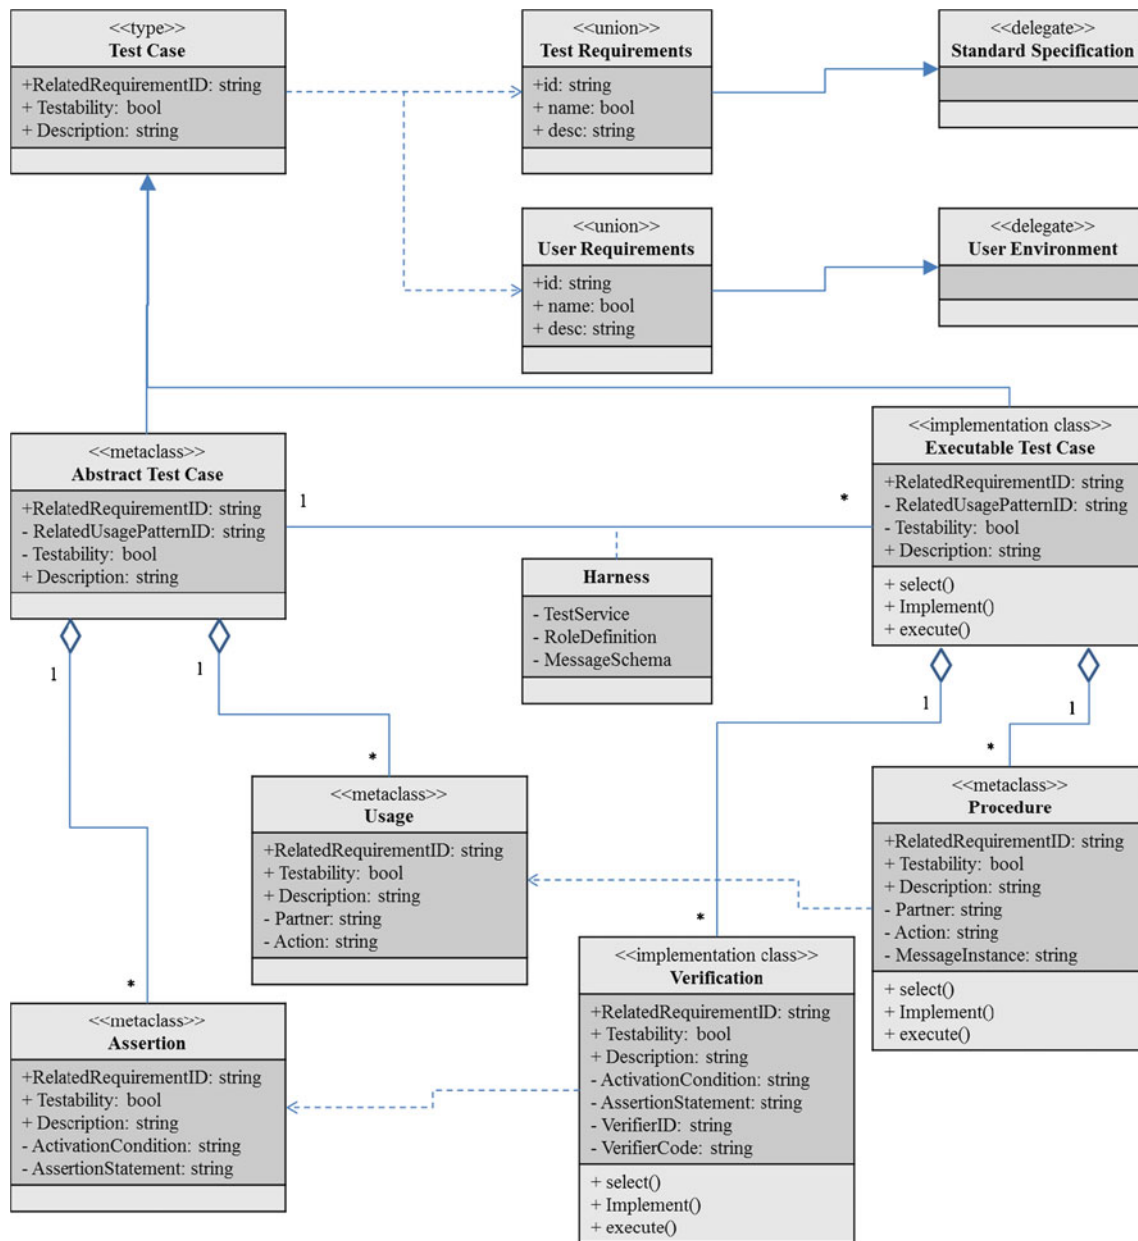 <<type>>
Test Case
+RelatedRequirementID: string
+ Testability: bool
+ Description: string
<<union>>
Test Requirements
+id: string
+ name: bool
+ desc: string
<<delegate>>
Standard Specification
<<union>>
User Requirements
+id: string
+ name: bool
+ desc: string
<<delegate>>
User Environment
<<metaclass>>
Abstract Test Case
+RelatedRequirementID: string
- RelatedUsagePatternID: string
- Testability: bool
+ Description: string
1
*
<<implementation class>>
Executable Test Case
+RelatedRequirementID: string
- RelatedUsagePatternID: string
- Testability: bool
+ Description: string
+ select()
+ Implement()
+ execute()
Harness
- TestService
- RoleDefinition
- MessageSchema
1
1
1
1
*
*
<<metaclass>>
Usage
+RelatedRequirementID: string
+ Testability: bool
+ Description: string
- Partner: string
- Action: string
<<metaclass>>
Procedure
+RelatedRequirementID: string
+ Testability: bool
+ Description: string
- Partner: string
- Action: string
- MessageInstance: string
+ select()
+ Implement()
+ execute()
*
*
<<implementation class>>
Verification
+RelatedRequirementID: string
+ Testability: bool
+ Description: string
- ActivationCondition: string
- AssertionStatement: string
- VerifierID: string
- VerifierCode: string
+ select()
+ Implement()
+ execute()
<<metaclass>>
Assertion
+RelatedRequirementID: string
+ Testability: bool
+ Description: string
- ActivationCondition: string
- AssertionStatement: string